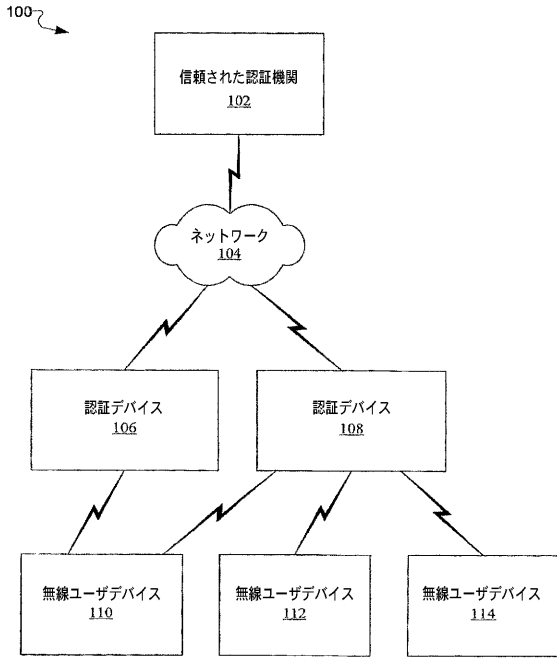 100
信頼された認証機関
102
ネットワーク
104
認証デバイス
106
認証デバイス
108
無線ユーザデバイス
110
無線ユーザデバイス
112
無線ユーザデバイス
114